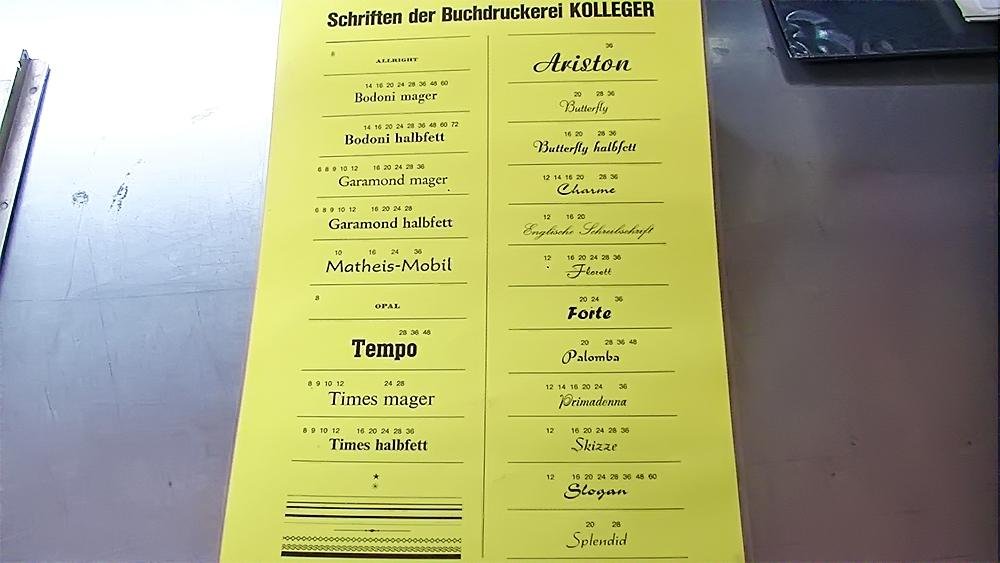 Schriften der Buchdruckerei KOLLEGER
8
ALLRIGHT
14 16 20 24 28 36 48 60
Bodoni mager
14 16 20 24 28 36 48 60 72
Bodoni halbfett
6 8 9 10 12 16 20 24 28 36
Garamond mager
6 8 9 10 12 16 20 24 28
Garamond halbfett
10 16 24 36
Matheis-Mobil
8
OPAL
28 36 48
Tempo
8 9 10 12 24 28
Times mager
8 9 10 12 16 20 24 28 36
Times halbfett
36
Ariston
20 28 36
Butterfly
16 20 28 36
Butterfly halbfett
12 14 16 20 28 36
Charme
12 16 20
Englische Schreibschrift
12 16 20 24 28 36
Florett
20 24 36
Forte
20 28 36 48
Palomba
12 14 16 20 24 36
Primadonna
12 16 20 24 28 36
Skizze
12 16 20 24 28 36 48 60
Slogan
20 28
Splendid